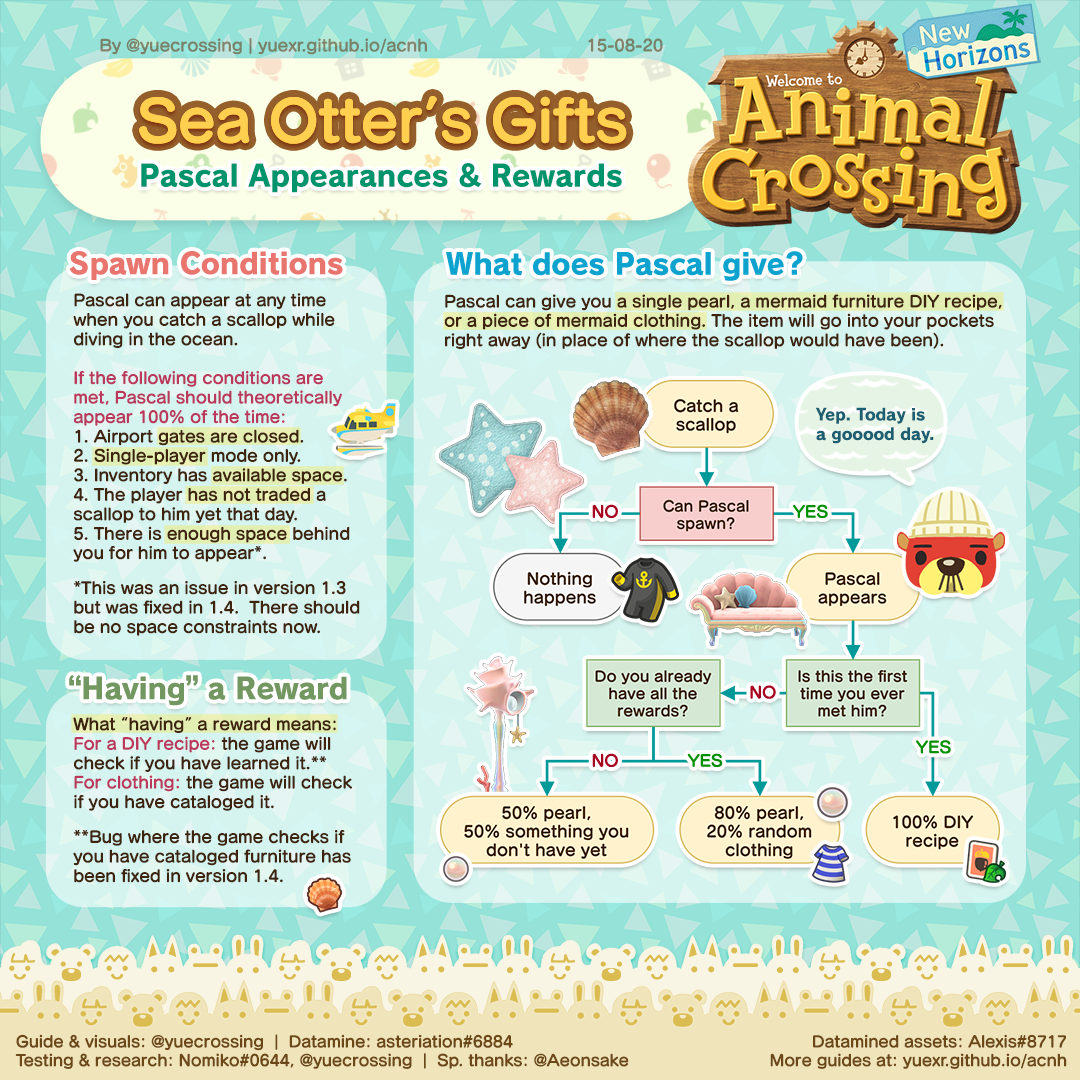 By @yuecrossing | yuexr.github.io/acnh
15-08-20
New
Horizons
Welcome to
Animal
Crossing
Sea Otter's Gifts
Pascal Appearances & Rewards
Spawn Conditions
Pascal can appear at any time
when you catch a scallop while
diving in the ocean.
If the following conditions are
met, Pascal should theoretically
appear 100% of the time:
1. Airport gates are closed.
2. Single-player mode only.
3. Inventory has available space.
4. The player has not traded a
scallop to him yet that day.
5. There is enough space behind
you for him to appear*.
*This was an issue in version 1.3
but was fixed in 1.4.  There should
be no space constraints now.
"Having" a Reward
What "having" a reward means:
For a DIY recipe: the game will
check if you have learned it.**
For clothing: the game will check
if you have cataloged it.
**Bug where the game checks if
you have cataloged furniture has
been fixed in version 1.4.
What does Pascal give?
Pascal can give you a single pearl, a mermaid furniture DIY recipe,
or a piece of mermaid clothing. The item will go into your pockets
right away (in place of where the scallop would have been).
Catch a
scallop
Yep. Today is
a gooood day.
Can Pascal
spawn?
NO
YES
Nothing
happens
Pascal
appears
Do you already
have all the
rewards?
NO
Is this the first
time you ever
met him?
NO
YES
YES
50% pearl,
50% something you
don't have yet
80% pearl,
20% random
clothing
100% DIY
recipe
Guide & visuals: @yuecrossing | Datamine: asteriation#6884
Testing & research: Nomiko#0644, @yuecrossing | Sp. thanks: @Aeonsake
Datamined assets: Alexis#8717
More guides at: yuexr.github.io/acnh